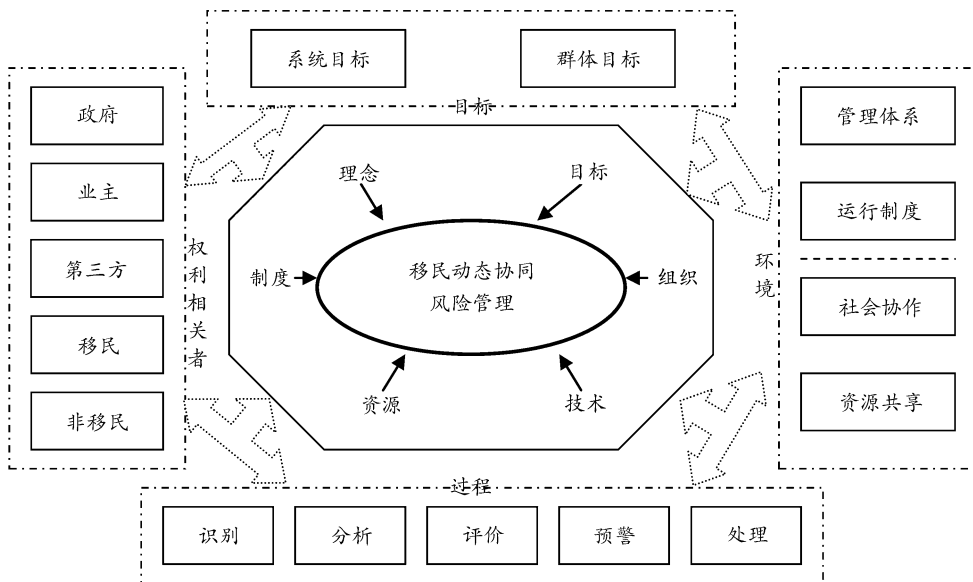 系统目标
群体目标
目标
政府
业主
第三方
移民
非移民
权利相关者
理念
目标
制度
移民动态协同
风险管理
组织
资源
技术
环境
管理体系
运行制度
社会协作
资源共享
过程
识别
分析
评价
预警
处理